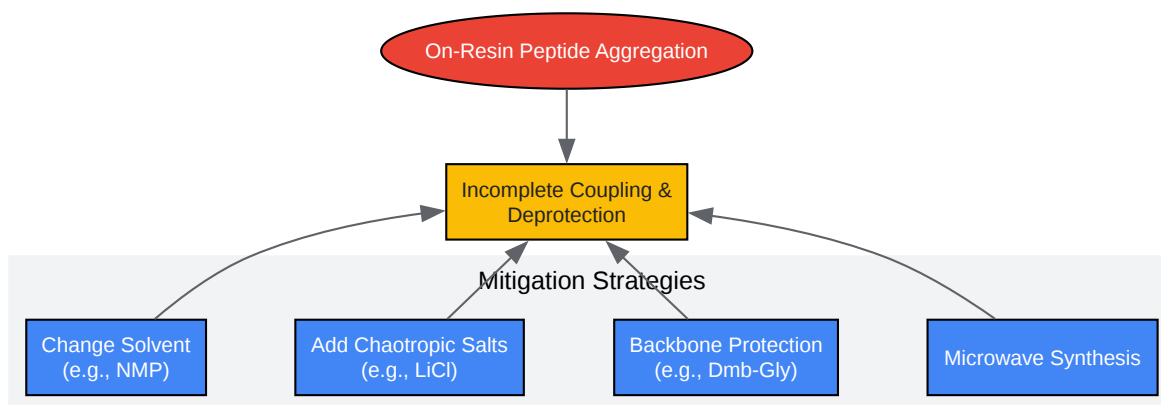 On-Resin Peptide Aggregation
Incomplete Coupling &
Deprotection
Mitigation Strategies
Change Solvent
(e.g., NMP)
Add Chaotropic Salts
(e.g., LiCl)
Backbone Protection
(e.g., Dmb-Gly)
Microwave Synthesis